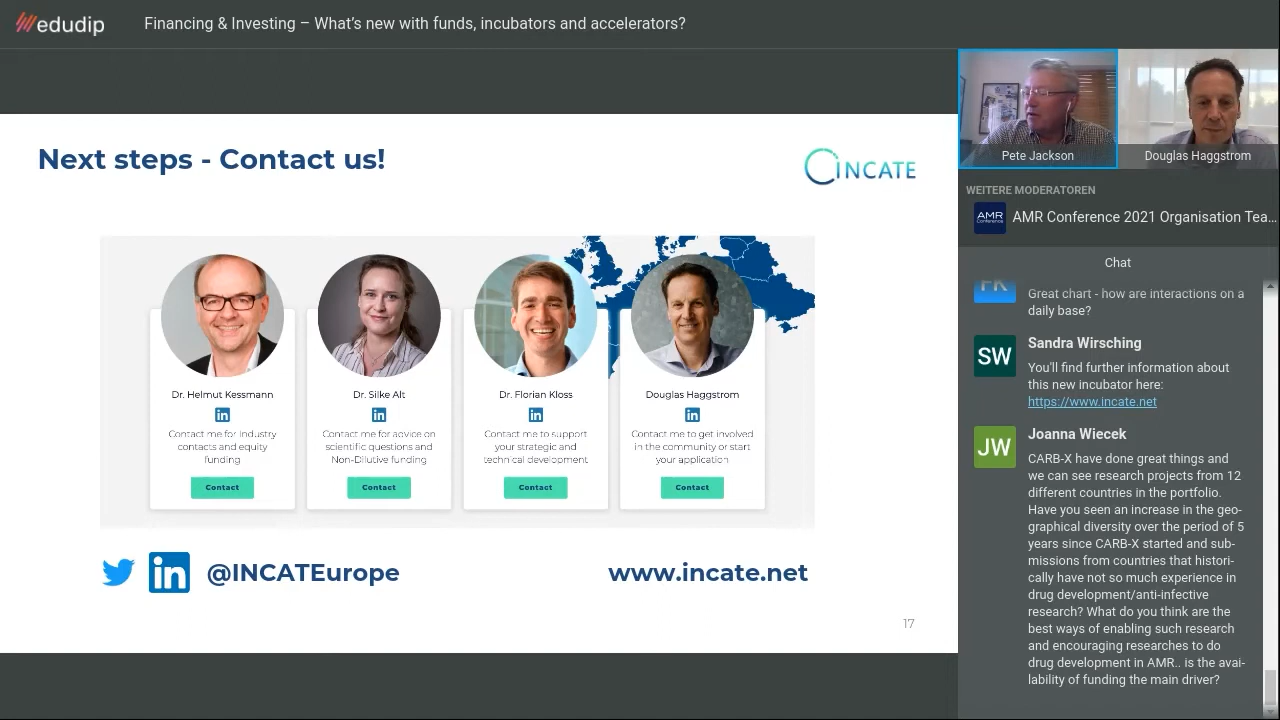 edudip
Financing & Investing – What's new with funds, incubators and accelerators?
Next steps - Contact us!
INCATE
Dr. Helmut Kessmann
in
Contact me for Industry
contacts and equity
funding
Contact
Dr. Silke Alt
in
Contact me for advice on
scientific questions and
Non-Dilutive funding
Contact
Dr. Florian Kloss
in
Contact me to support
your strategic and
technical development
Contact
Douglas Haggstrom
in
Contact me to get involved
in the community or start
your application
Contact
in
@INCATEurope
www.incate.net
17
Pete Jackson
Douglas Haggstrom
WEITERE MODERATOREN
AMR
Conference
AMR Conference 2021 Organisation Tea...
Chat
FR
Great chart - how are interactions on a
daily base?
SW
Sandra Wirsching
You'll find further information about
this new incubator here:
https://www.incate.net
JW
Joanna Wiecek
CARB-X have done great things and
we can see research projects from 12
different countries in the portfolio.
Have you seen an increase in the geo-
graphical diversity over the period of 5
years since CARB-X started and sub-
missions from countries that histori-
cally have not so much experience in
drug development/anti-infective
research? What do you think are the
best ways of enabling such research
and encouraging researches to do
drug development in AMR.. is the avai-
lability of funding the main driver?